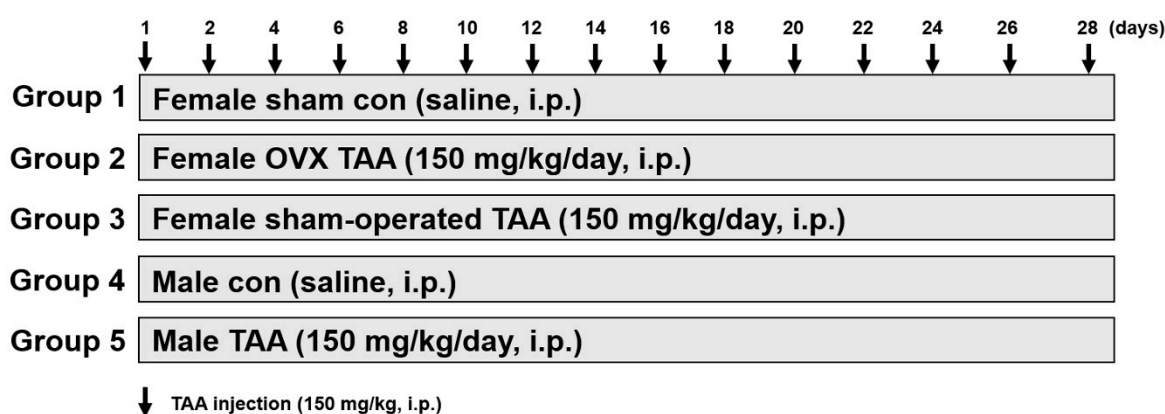 1 2 4 6 8 10 12 14 16 18 20 22 24 26 28 (days)
Group 1 Female sham con (saline, i.p.)
Group 2 Female OVX TAA (150 mg/kg/day, i.p.)
Group 3 Female sham-operated TAA (150 mg/kg/day, i.p.)
Group 4 Male con (saline, i.p.)
Group 5 Male TAA (150 mg/kg/day, i.p.)
TAA injection (150 mg/kg, i.p.)